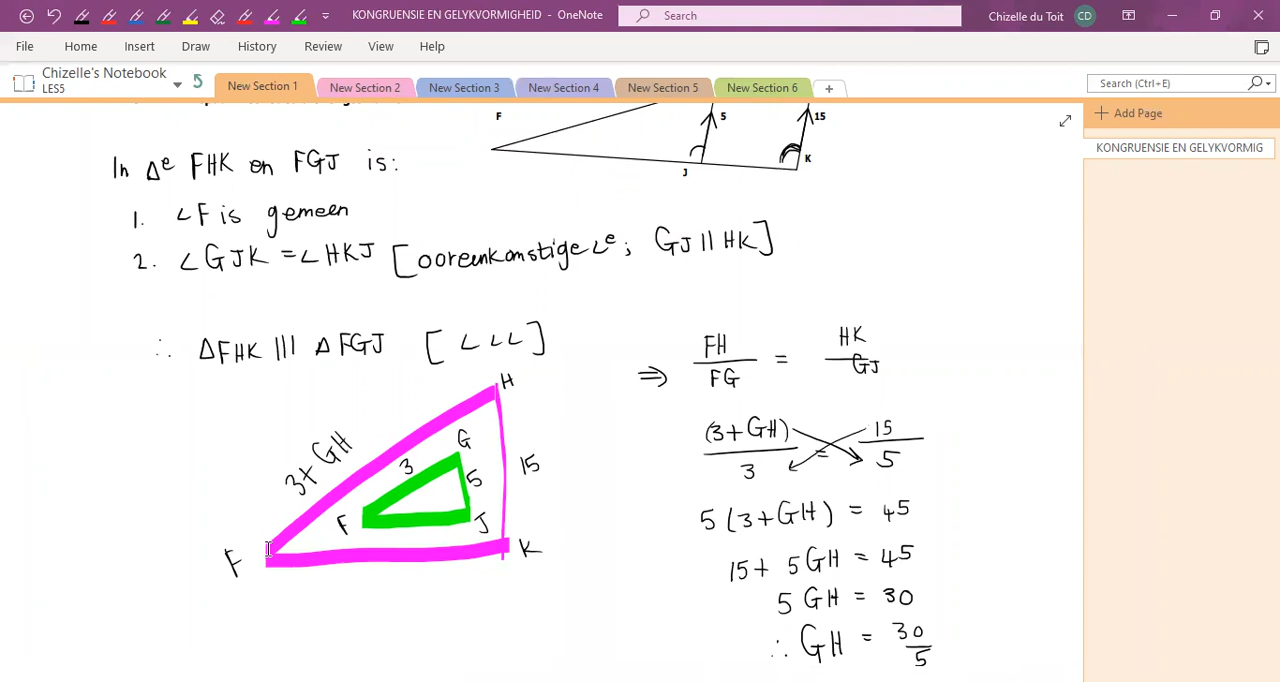 KONGRUENSIE EN GELYKVORMIGHEID - OneNote
Search
Chizelle du Toit
CD
File Home Insert Draw History Review View Help
Chizelle's Notebook
LES5
New Section 1
New Section 2
New Section 3
New Section 4
New Section 5
New Section 6
Search (Ctrl+E)
Add Page
KONGRUENSIE EN GELYKVORMIG
F
5
15
J
K
In Δe FHK en FGJ is:
1. ∠F is gemeen
2. ∠GJK = ∠HKJ [ooreenkomstige ∠e; GJ || HK]
∴ ΔFHK ||| ΔFGJ [∠∠∠]
H
3+ GH
G
3
5
15
F
J
F
K
⇒ FH/FG = HK/GJ
(3+GH)/3 = 15/5
5(3+GH) = 45
15+ 5GH = 45
5 GH = 30
∴ GH = 30/5